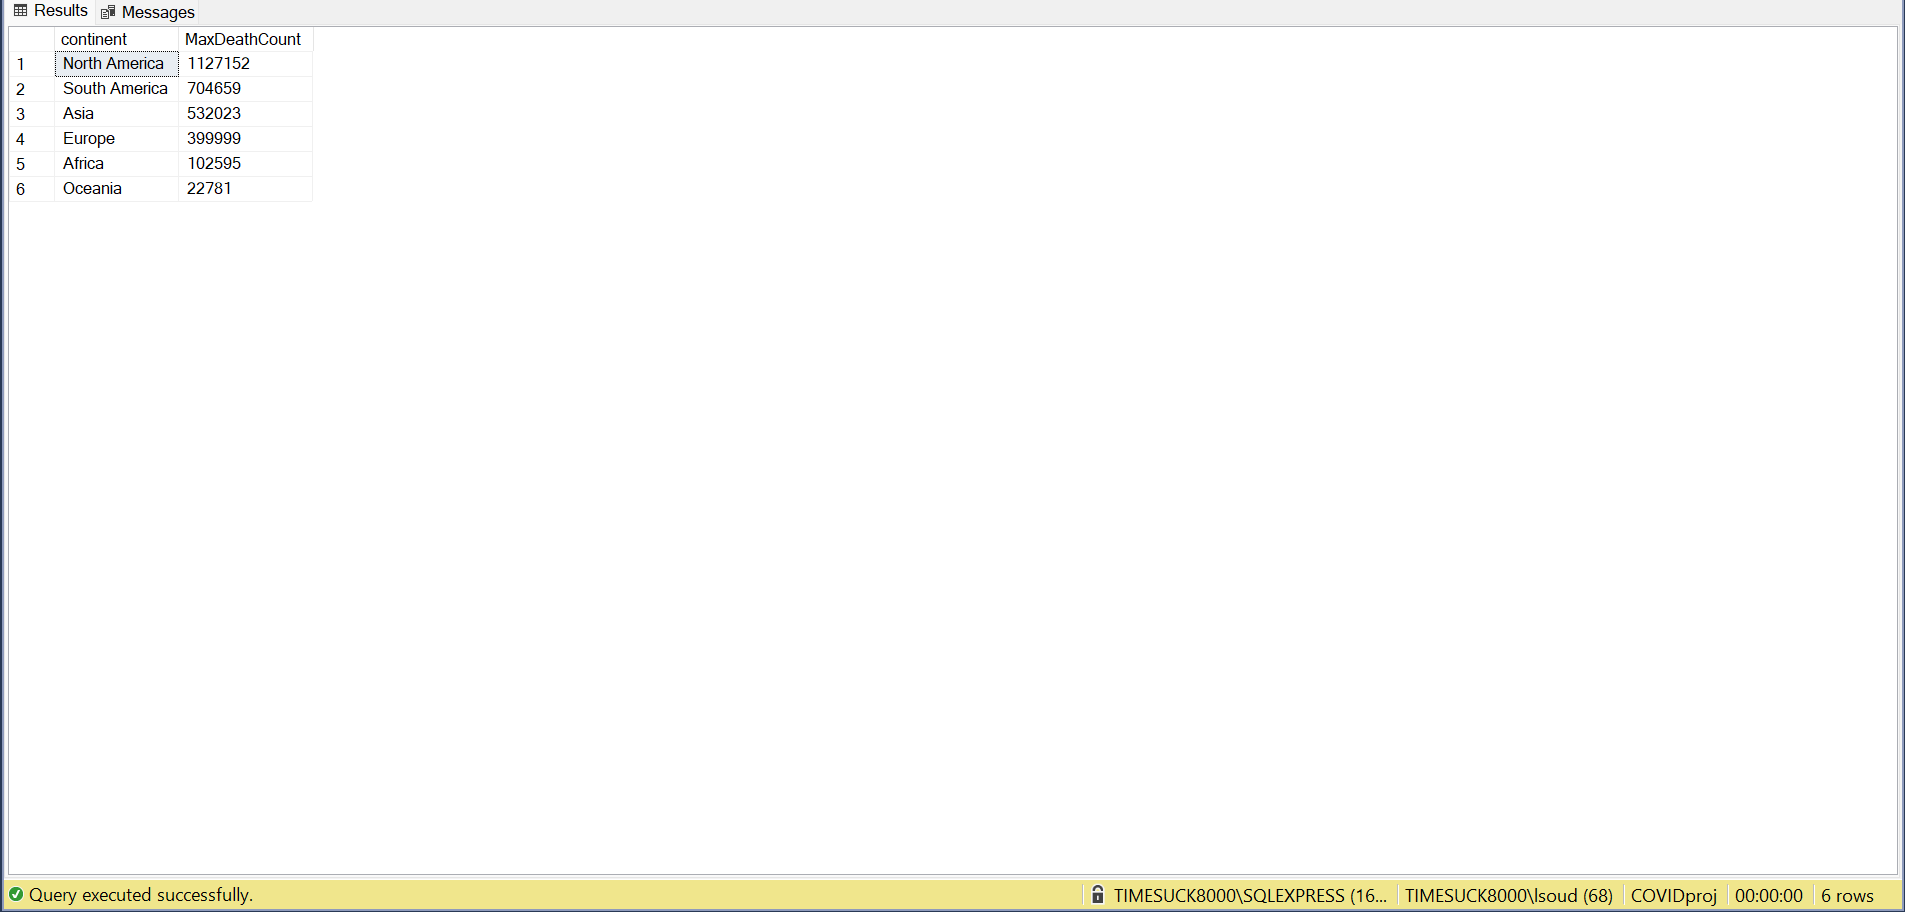 Results Messages
continent MaxDeathCount
1 North America 1127152
2 South America 704659
3 Asia 532023
4 Europe 399999
5 Africa 102595
6 Oceania 22781
Query executed successfully. TIMESUCK8000\SQLEXPRESS (16... TIMESUCK8000\lsoud (68) COVIDproj 00:00:00 6 rows